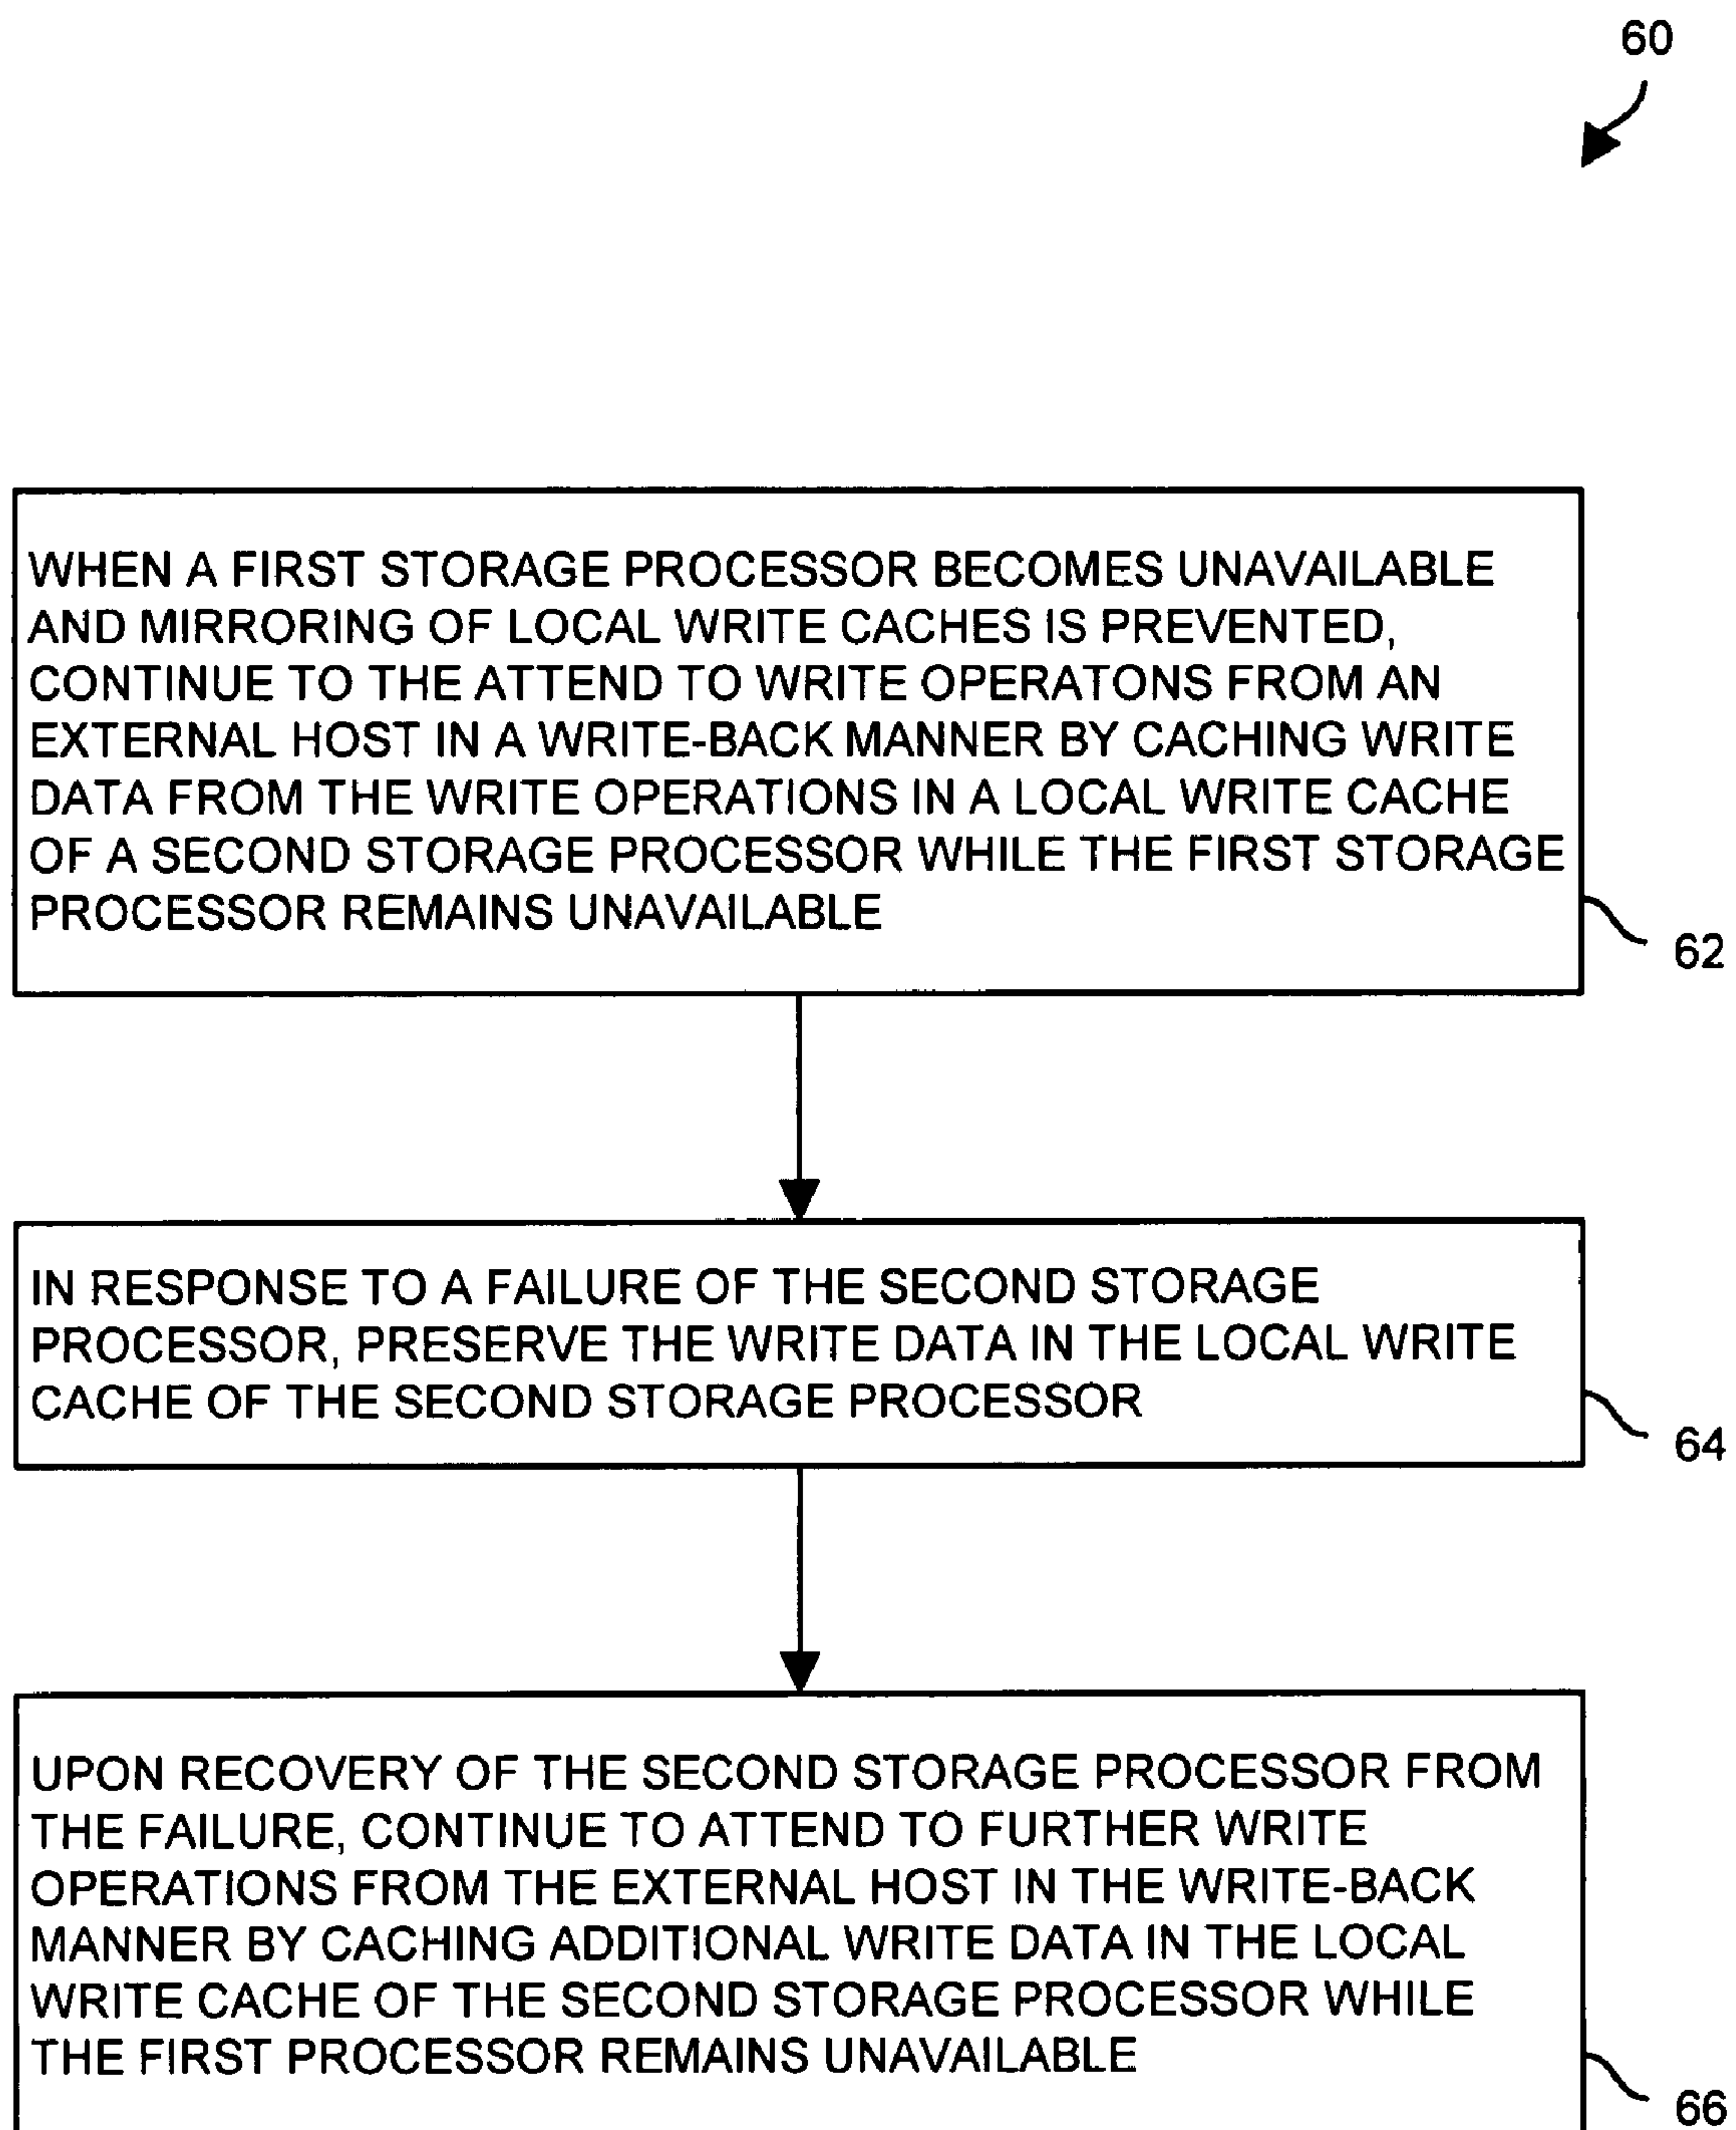 60
WHEN A FIRST STORAGE PROCESSOR BECOMES UNAVAILABLE
AND MIRRORING OF LOCAL WRITE CACHES IS PREVENTED,
CONTINUE TO THE ATTEND TO WRITE OPERATONS FROM AN
EXTERNAL HOST IN A WRITE-BACK MANNER BY CACHING WRITE
DATA FROM THE WRITE OPERATIONS IN A LOCAL WRITE CACHE
OF A SECOND STORAGE PROCESSOR WHILE THE FIRST STORAGE
PROCESSOR REMAINS UNAVAILABLE
62
IN RESPONSE TO A FAILURE OF THE SECOND STORAGE
PROCESSOR, PRESERVE THE WRITE DATA IN THE LOCAL WRITE
CACHE OF THE SECOND STORAGE PROCESSOR
64
UPON RECOVERY OF THE SECOND STORAGE PROCESSOR FROM
THE FAILURE, CONTINUE TO ATTEND TO FURTHER WRITE
OPERATIONS FROM THE EXTERNAL HOST IN THE WRITE-BACK
MANNER BY CACHING ADDITIONAL WRITE DATA IN THE LOCAL
WRITE CACHE OF THE SECOND STORAGE PROCESSOR WHILE
THE FIRST PROCESSOR REMAINS UNAVAILABLE
66